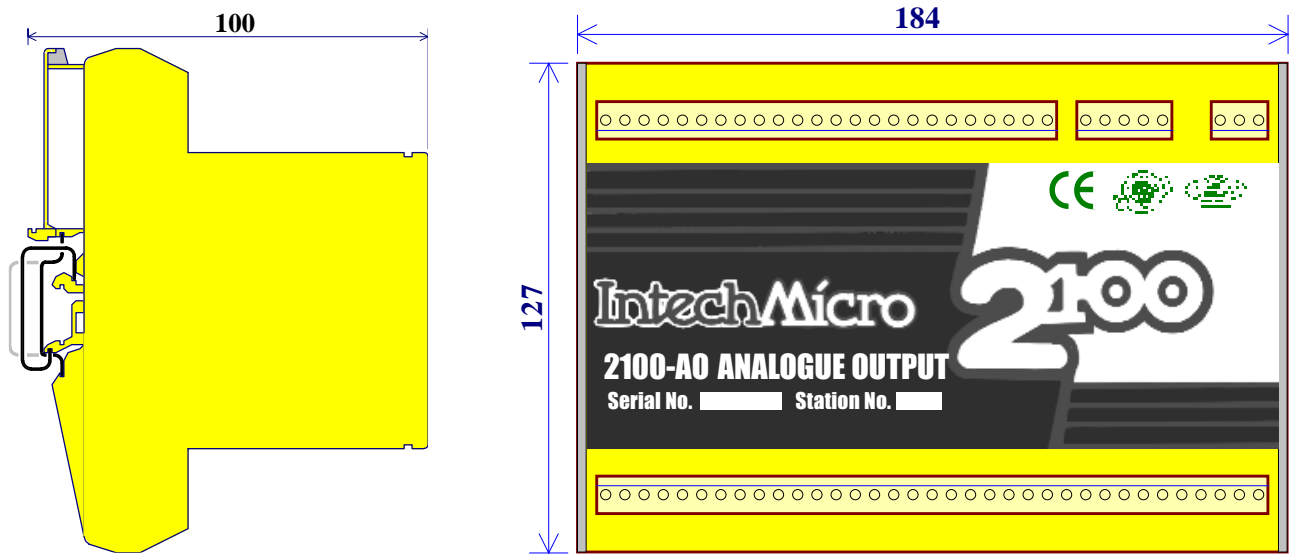 100
184
127
CE
IntechMicro
2100
2100-AO ANALOGUE OUTPUT
Serial No.
Station No.